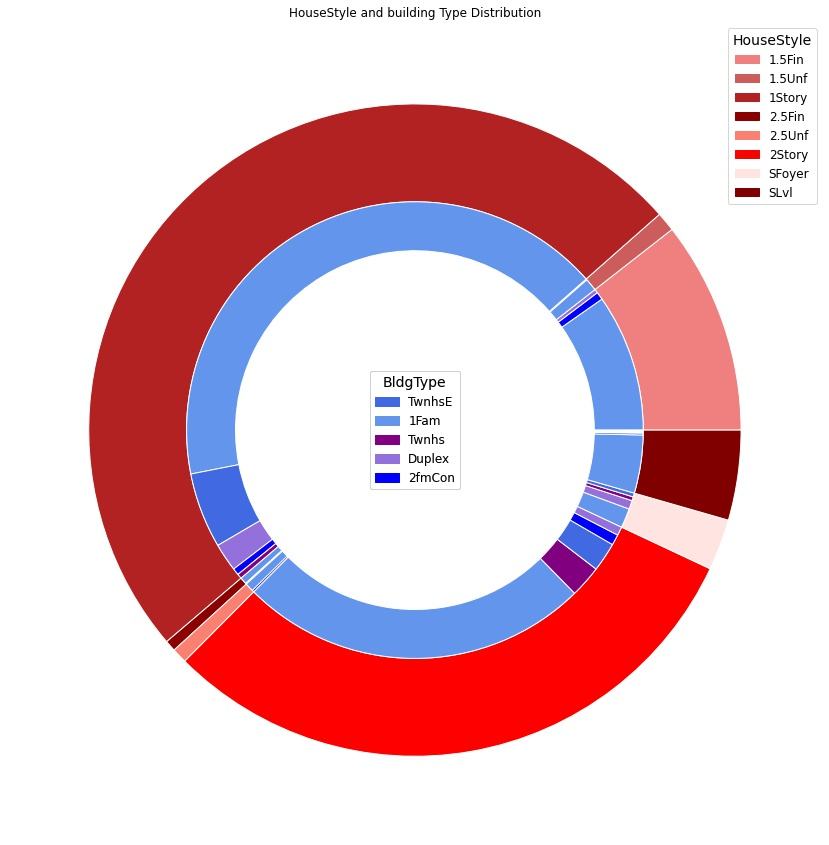 HouseStyle and building Type Distribution
HouseStyle
1.5Fin
1.5Unf
1Story
2.5Fin
2.5Unf
2Story
SFoyer
SLvl
BldgType
TwnhsE
1Fam
Twnhs
Duplex
2fmCon